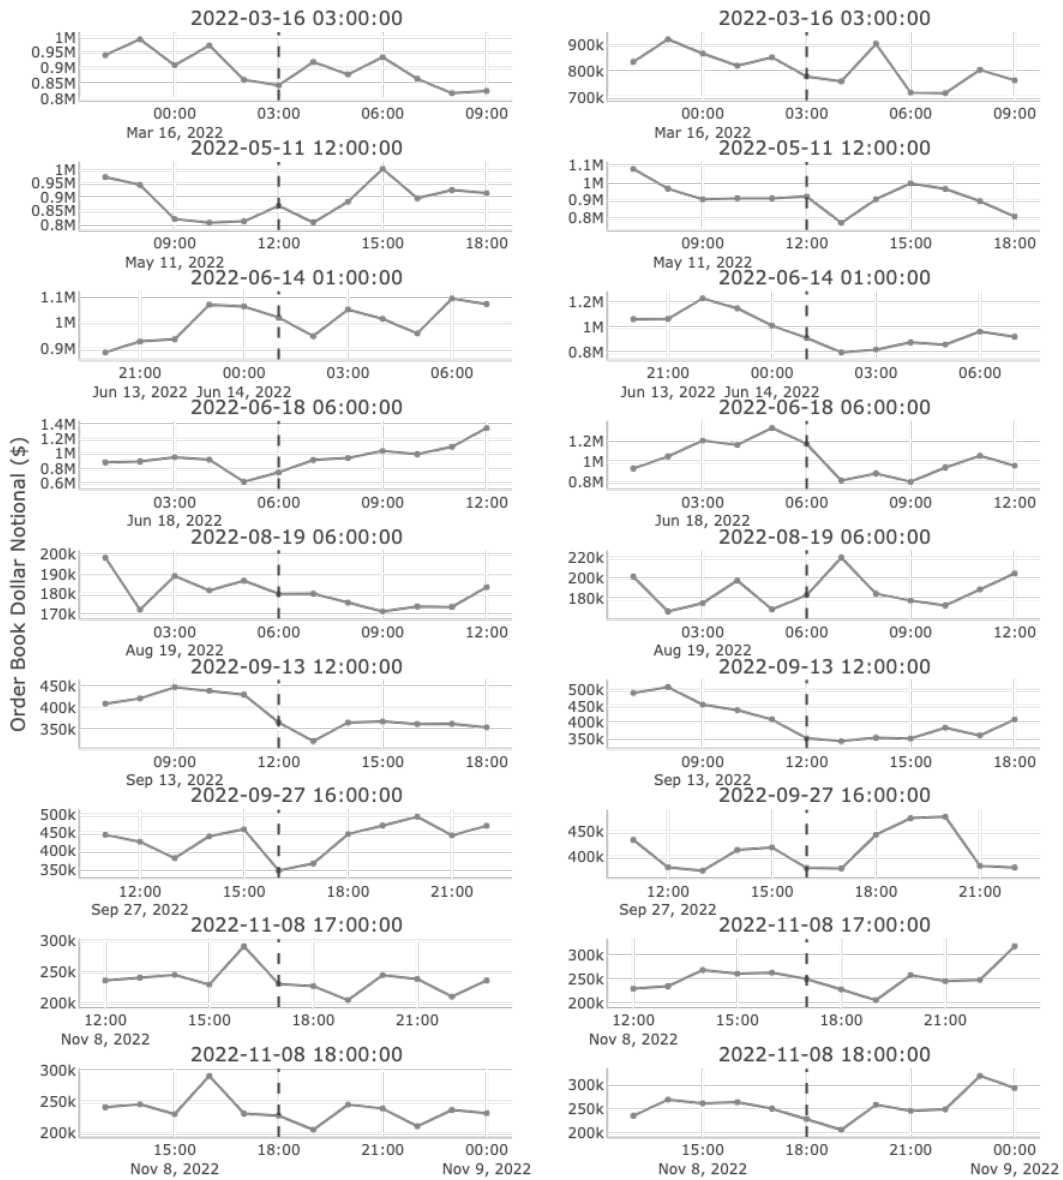 Order Book Dollar Notional ($)
2022-03-16 03:00:00
1M
0.95M
0.9M
0.85M
0.8M
00:00 03:00 06:00 09:00
Mar 16, 2022
2022-03-16 03:00:00
900k
800k
700k
00:00 03:00 06:00 09:00
Mar 16, 2022
2022-05-11 12:00:00
1M
0.95M
0.9M
0.85M
0.8M
09:00 12:00 15:00 18:00
May 11, 2022
2022-05-11 12:00:00
1.1M
1M
0.9M
0.8M
09:00 12:00 15:00 18:00
May 11, 2022
2022-06-14 01:00:00
1.1M
1M
0.9M
21:00 00:00 03:00 06:00
Jun 13, 2022 Jun 14, 2022
2022-06-14 01:00:00
1.2M
1M
0.8M
21:00 00:00 03:00 06:00
Jun 13, 2022 Jun 14, 2022
2022-06-18 06:00:00
1.4M
1.2M
1M
0.8M
0.6M
03:00 06:00 09:00 12:00
Jun 18, 2022
2022-06-18 06:00:00
1.2M
1M
0.8M
03:00 06:00 09:00 12:00
Jun 18, 2022
2022-08-19 06:00:00
200k
190k
180k
170k
03:00 06:00 09:00 12:00
Aug 19, 2022
2022-08-19 06:00:00
220k
200k
180k
03:00 06:00 09:00 12:00
Aug 19, 2022
2022-09-13 12:00:00
450k
400k
350k
09:00 12:00 15:00 18:00
Sep 13, 2022
2022-09-13 12:00:00
500k
450k
400k
350k
09:00 12:00 15:00 18:00
Sep 13, 2022
2022-09-27 16:00:00
500k
450k
400k
350k
12:00 15:00 18:00 21:00
Sep 27, 2022
2022-09-27 16:00:00
450k
400k
12:00 15:00 18:00 21:00
Sep 27, 2022
2022-11-08 17:00:00
300k
250k
200k
12:00 15:00 18:00 21:00
Nov 8, 2022
2022-11-08 17:00:00
300k
250k
200k
12:00 15:00 18:00 21:00
Nov 8, 2022
2022-11-08 18:00:00
300k
250k
200k
15:00 18:00 21:00 00:00
Nov 8, 2022 Nov 9, 2022
2022-11-08 18:00:00
300k
250k
200k
15:00 18:00 21:00 00:00
Nov 8, 2022 Nov 9, 2022